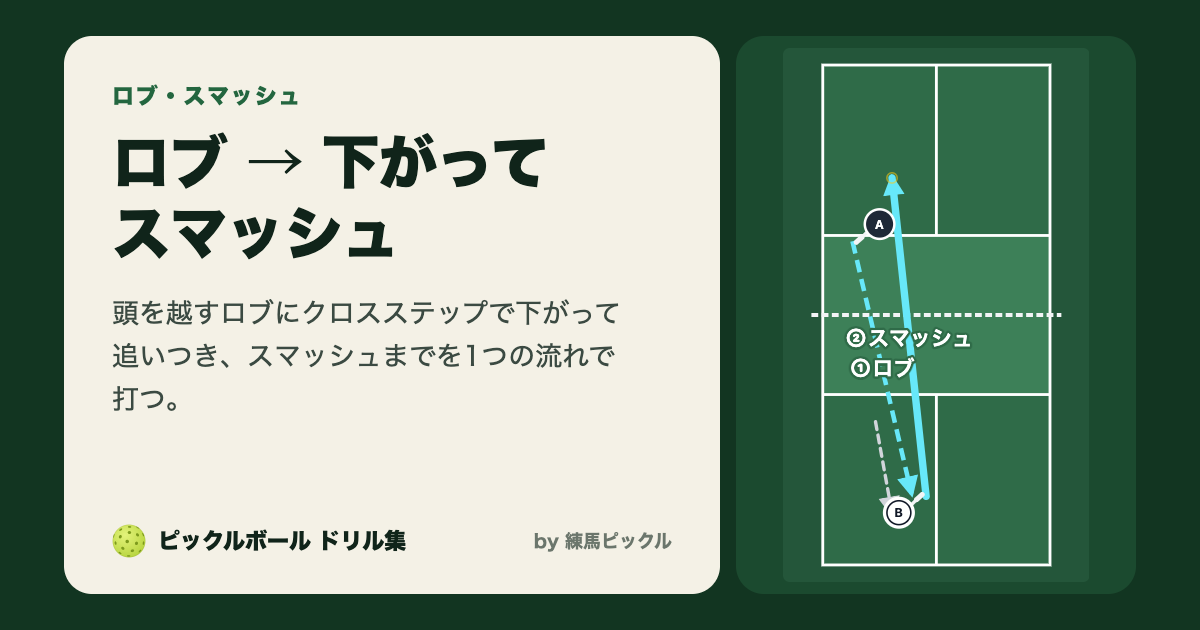 ロブ・スマッシュ
ロブ → 下がって
スマッシュ
頭を越すロブにクロスステップで下がって
追いつき、スマッシュまでを1つの流れで
打つ。
ピックルボール ドリル集
by 練馬ピックル
A
②スマッシュ
①ロブ
B